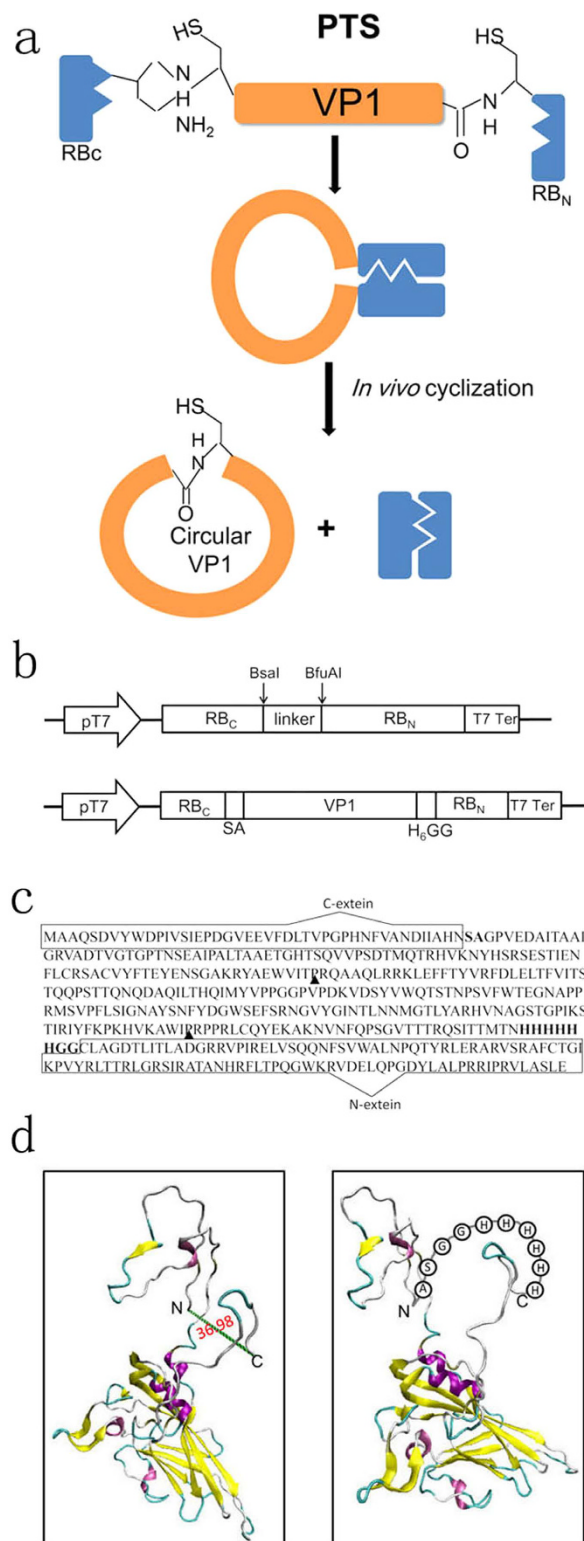 a
PTS
HS
N
H
NH2
RBc
VP1
HS
N
H
O
RBN
In vivo cyclization
HS
H
N
O
Circular
VP1
+
b
BsaI
BfuAI
pT7
RBC
linker
RBN
T7 Ter
pT7
RBC
SA
VP1
H6GG
RBN
T7 Ter
c
C-extein
MAAQSDVYWDPIVSIEPDGVEEVFDLTVPGPHNFVANDIIAHNSAGPVEDAITAAI
GRVADTVGTGPTNSEAIPALTAAETGHTSQVVPSDTMQTRHVKNYHSRSESTIEN
FLCRSACVYFTEYENSGAKRYAEWVITPRQAAQLRRKLEFFTYVRFDLELTFVITS
TQQPSTTQNQDAQILTHQIMYVPPGGPVPDKVDSYVWQTSTNPSVFWTEGNAPP
RMSVPFLSIGNAYSNFYDGWSEFSRNGVYGINTLNNMGTLYARHVNAGSTGPIKS
TIRIYFKPKHVKAWIPRPPRLCQYEKAKNVNFQPSGVTTTRQSITTMTNHHHHH
HGGCLAGDTLITLADGRRVPIRELVSQQNFSVWALNPQTYRLERARVSRAFCTGI
KPVYRLTTRLGRSIRATANHRFLTPQGWKRVDELQPGDYLALPRRIPRVLASLE
N-extein
d
N
36.98
C
A
S
G
G
H
H
H
H
H
H
N
C